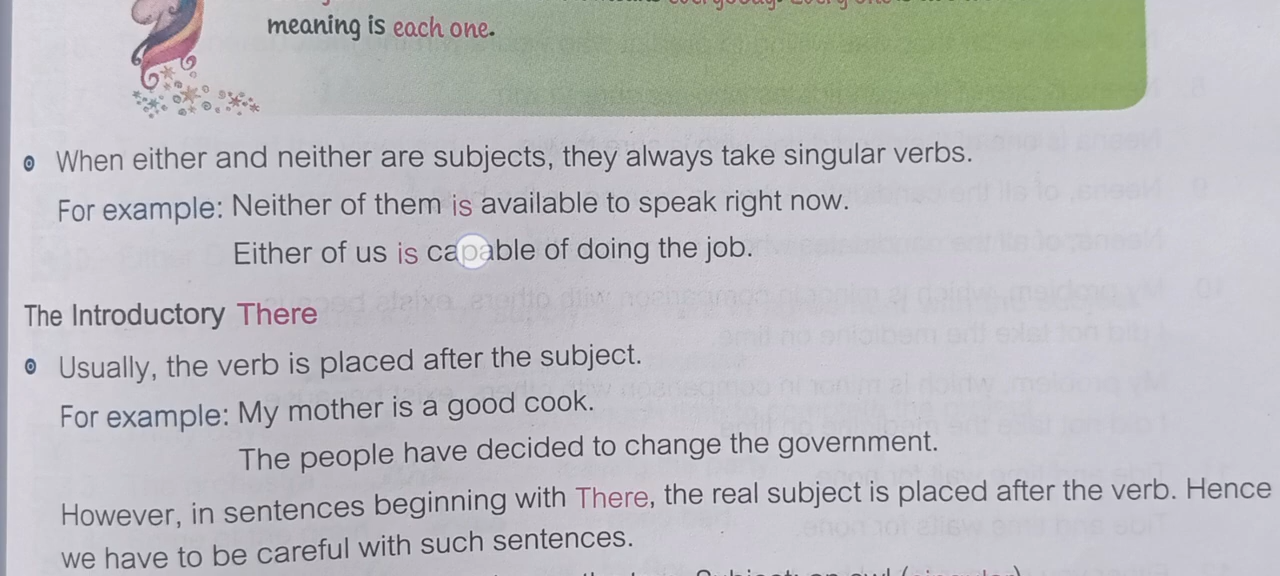 meaning is each one.
When either and neither are subjects, they always take singular verbs.
For example: Neither of them is available to speak right now.
Either of us is capable of doing the job.
The Introductory There
Usually, the verb is placed after the subject.
For example: My mother is a good cook.
The people have decided to change the government.
However, in sentences beginning with There, the real subject is placed after the verb. Hence
we have to be careful with such sentences.